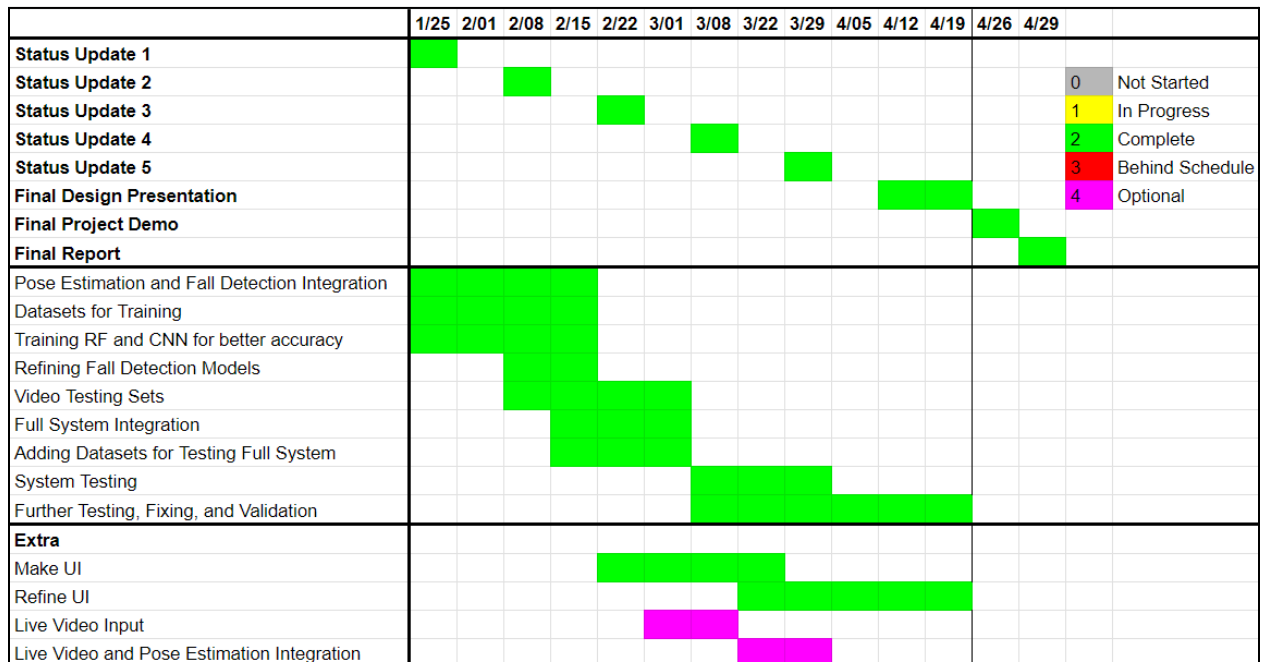 1/25 2/01 2/08 2/15 2/22 3/01 3/08 3/22 3/29 4/05 4/12 4/19 4/26 4/29
Status Update 1
Status Update 2 0 Not Started
Status Update 3 1 In Progress
Status Update 4 2 Complete
Status Update 5 3 Behind Schedule
Final Design Presentation 4 Optional
Final Project Demo
Final Report
Pose Estimation and Fall Detection Integration
Datasets for Training
Training RF and CNN for better accuracy
Refining Fall Detection Models
Video Testing Sets
Full System Integration
Adding Datasets for Testing Full System
System Testing
Further Testing, Fixing, and Validation
Extra
Make UI
Refine UI
Live Video Input
Live Video and Pose Estimation Integration